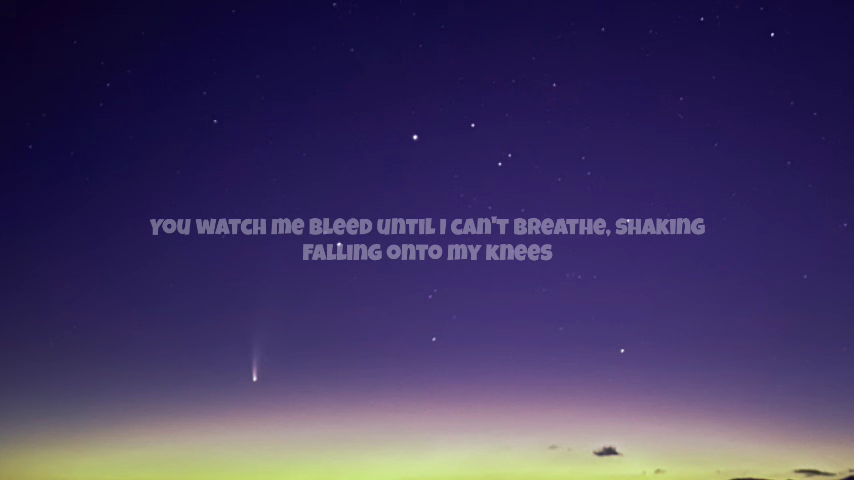 You watch me bleed until I can't breathe, shaking
falling onto my knees